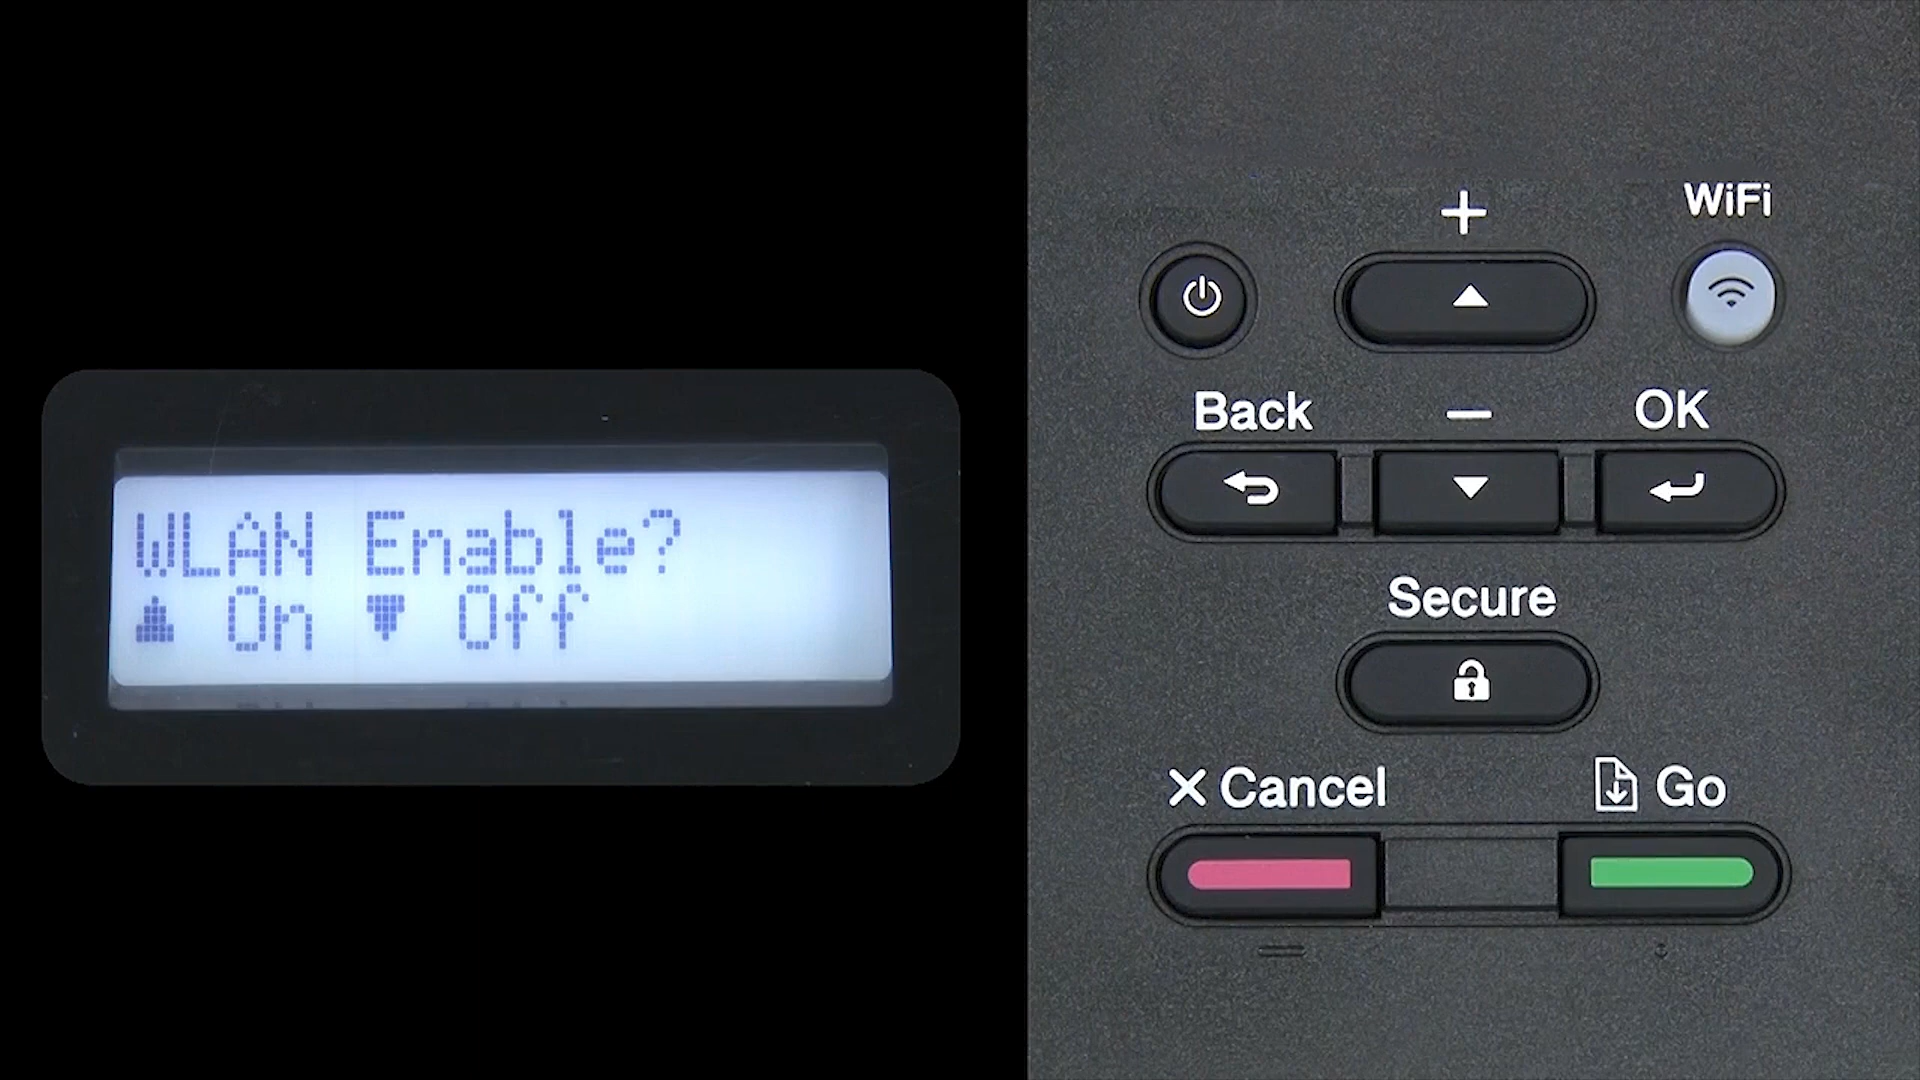 WLAN Enable?
▲ On ▼ Off
+
WiFi
Back
—
OK
Secure
✕ Cancel
Go